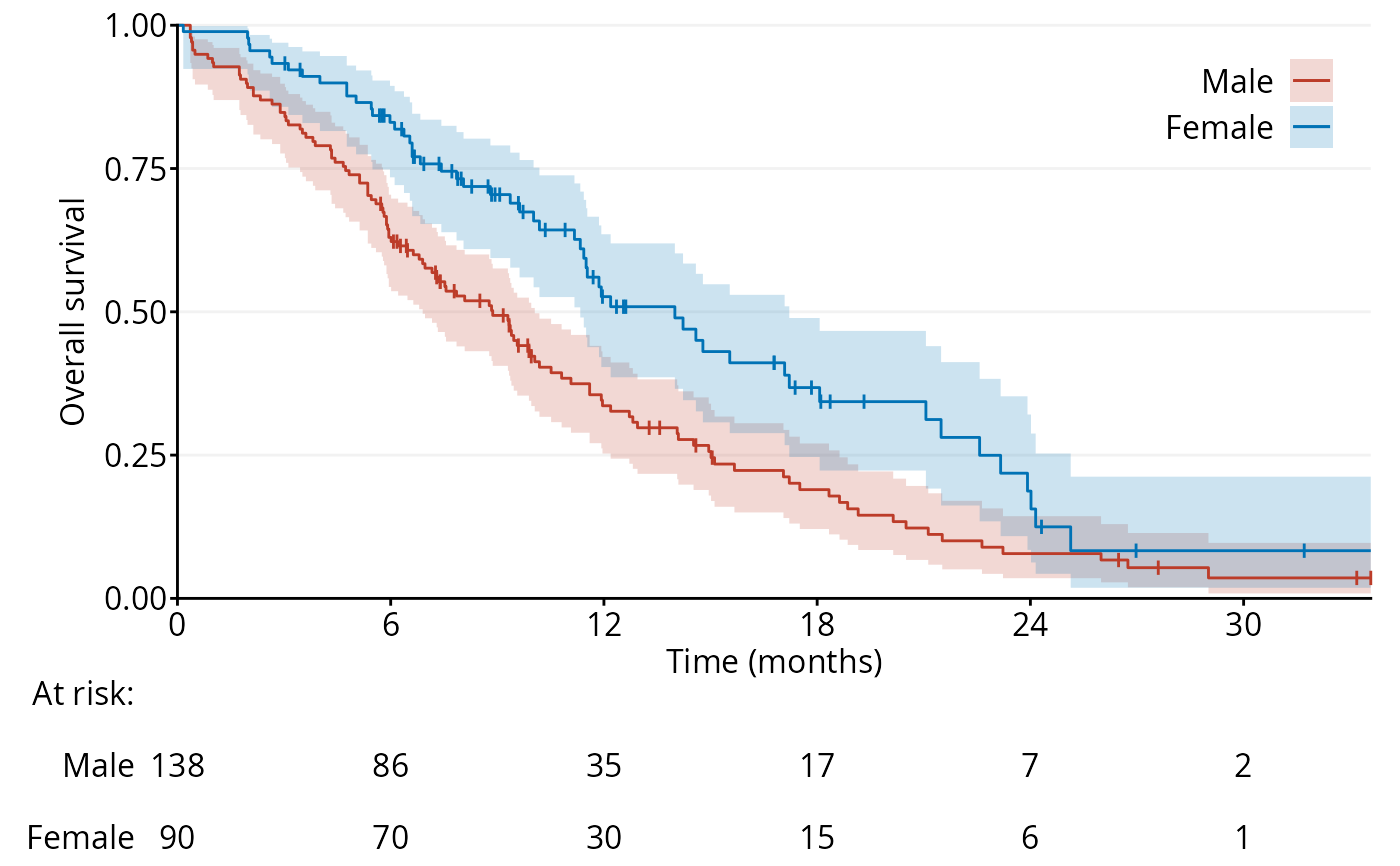 1.00
0.75
0.50
0.25
0.00
Overall survival
Male
Female
0 6 12 18 24 30
Time (months)
At risk:
Male 138 86 35 17 7 2
Female 90 70 30 15 6 1